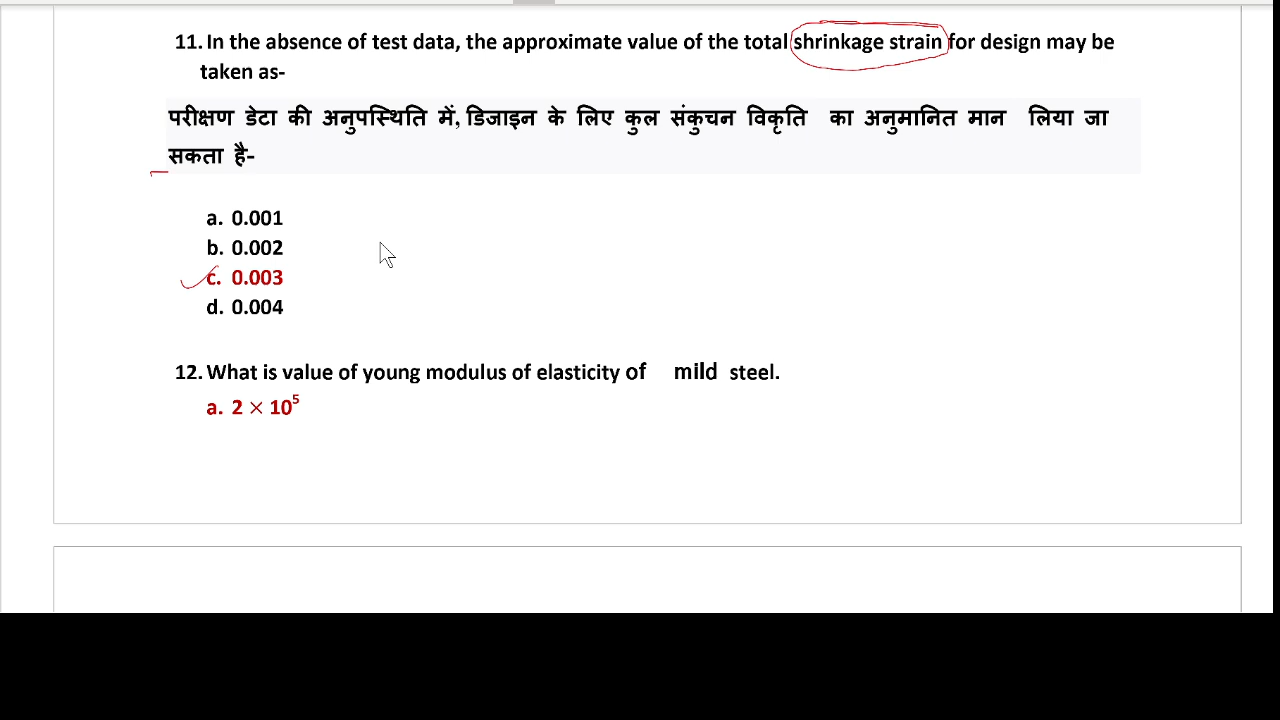 11. In the absence of test data, the approximate value of the total shrinkage strain for design may be
taken as-
परीक्षण डेटा की अनुपस्थिति में, डिजाइन के लिए कुल संकुचन विकृति का अनुमानित मान लिया जा
सकता है-
a. 0.001
b. 0.002
c. 0.003
d. 0.004
12. What is value of young modulus of elasticity of mild steel.
a. 2 × 10⁵